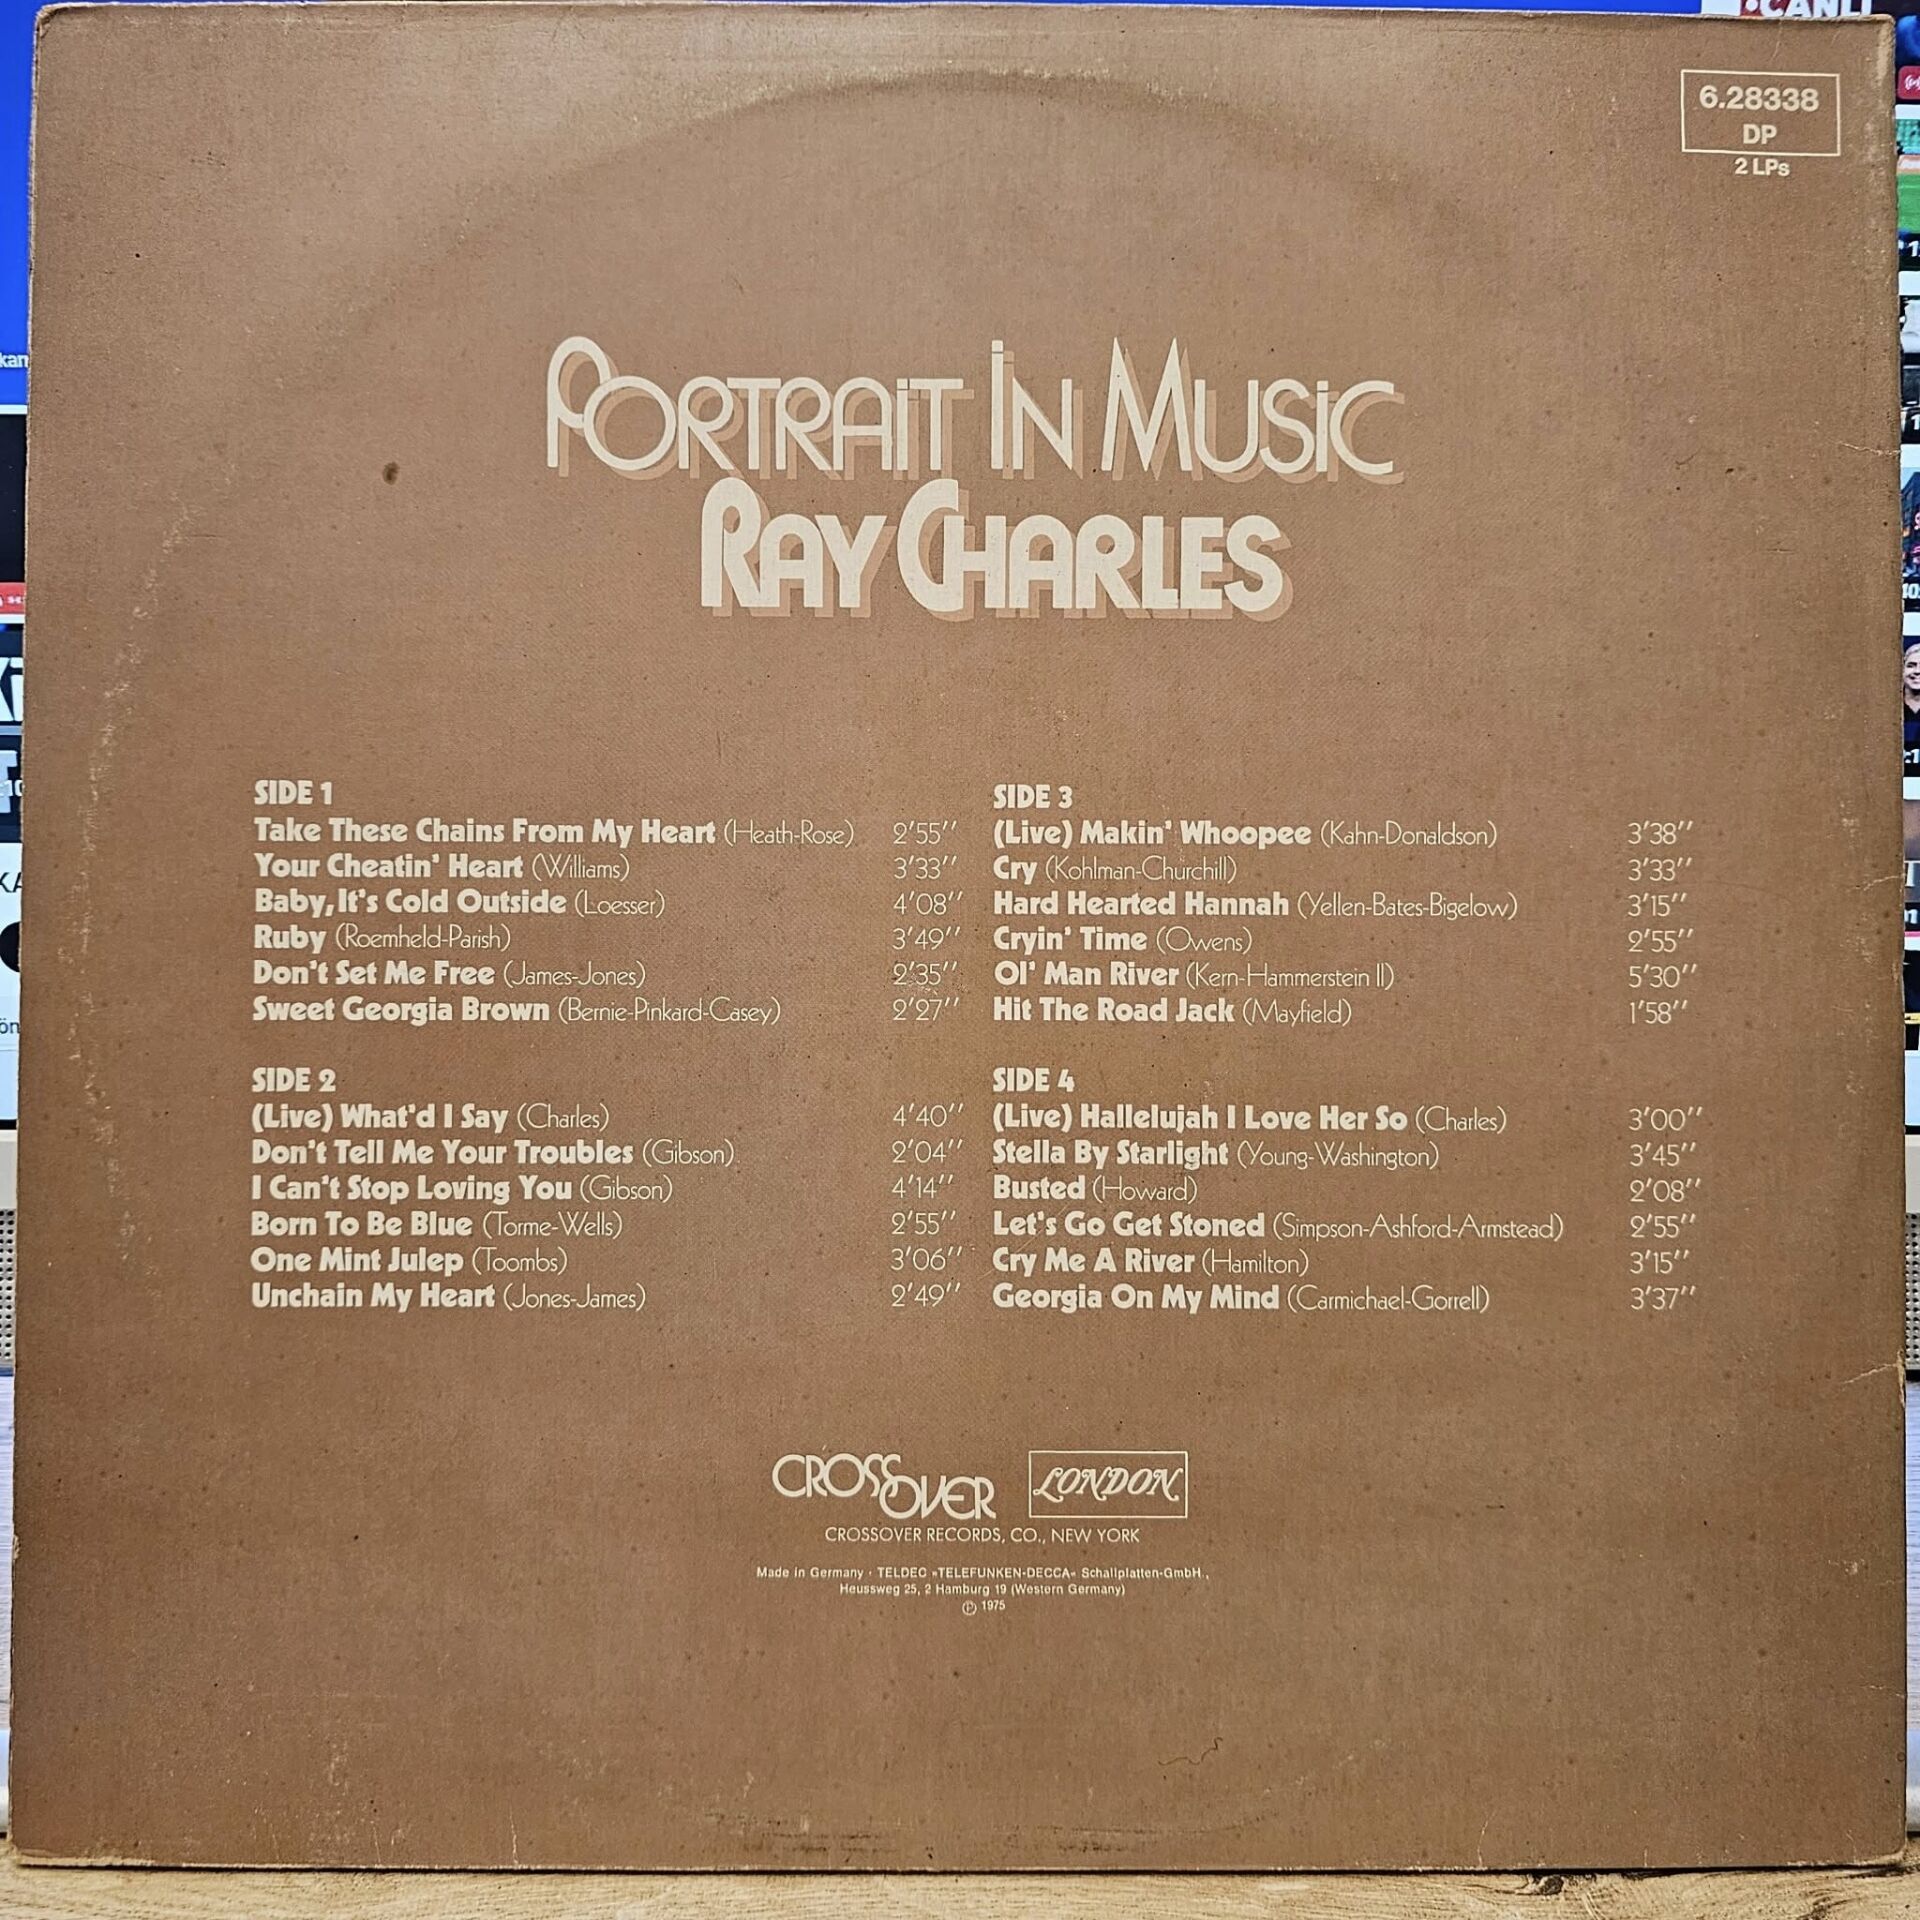 CANLI
6.28338
DP
2 LPs
PORTRAIT IN MUSIC
RAY CHARLES
SIDE 1
Take These Chains From My Heart (Heath-Rose) 2'55''
Your Cheatin' Heart (Williams) 3'33''
Baby, It's Cold Outside (Loesser) 4'08''
Ruby (Roemheld-Parish) 3'49''
Don't Set Me Free (James-Jones) 2'35''
Sweet Georgia Brown (Bernie-Pinkard-Casey) 2'27''
SIDE 2
(Live) What'd I Say (Charles) 4'40''
Don't Tell Me Your Troubles (Gibson) 2'04''
I Can't Stop Loving You (Gibson) 4'14''
Born To Be Blue (Torme-Wells) 2'55''
One Mint Julep (Toombs) 3'06''
Unchain My Heart (Jones-James) 2'49''
SIDE 3
(Live) Makin' Whoopee (Kahn-Donaldson) 3'38''
Cry (Kohlman-Churchill) 3'33''
Hard Hearted Hannah (Yellen-Bates-Bigelow) 3'15''
Cryin' Time (Owens) 2'55''
Ol' Man River (Kern-Hammerstein II) 5'30''
Hit The Road Jack (Mayfield) 1'58''
SIDE 4
(Live) Hallelujah I Love Her So (Charles) 3'00''
Stella By Starlight (Young-Washington) 3'45''
Busted (Howard) 2'08''
Let's Go Get Stoned (Simpson-Ashford-Armstead) 2'55''
Cry Me A River (Hamilton) 3'15''
Georgia On My Mind (Carmichael-Gorrell) 3'37''
CROSSOVER
LONDON
CROSSOVER RECORDS, CO., NEW YORK
Made in Germany · TELDEC »TELEFUNKEN-DECCA« Schallplatten-GmbH.,
Heussweg 25, 2 Hamburg 19 (Western Germany)
℗ 1975